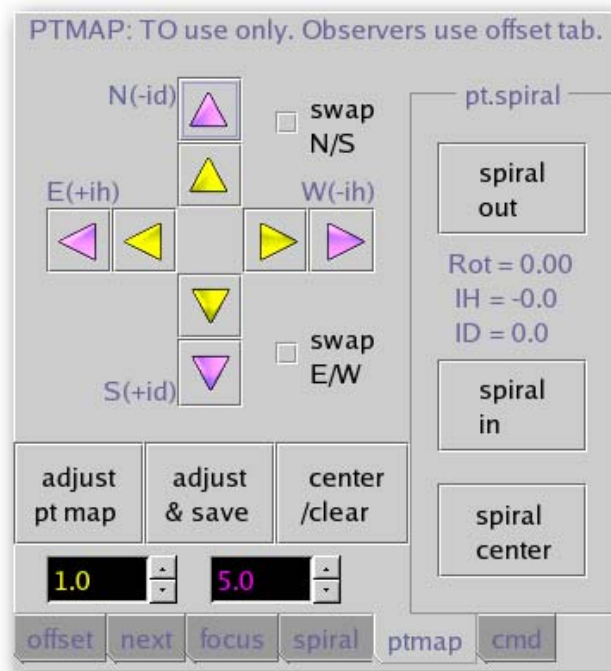 PTMAP: TO use only. Observers use offset tab.
N(-id)
swap
N/S
E(+ih)
W(-ih)
swap
E/W
S(+id)
pt.spiral
spiral
out
Rot = 0.00
IH = -0.0
ID = 0.0
spiral
in
spiral
center
adjust
pt map
adjust
& save
center
/clear
1.0
5.0
offset next focus spiral ptmap cmd